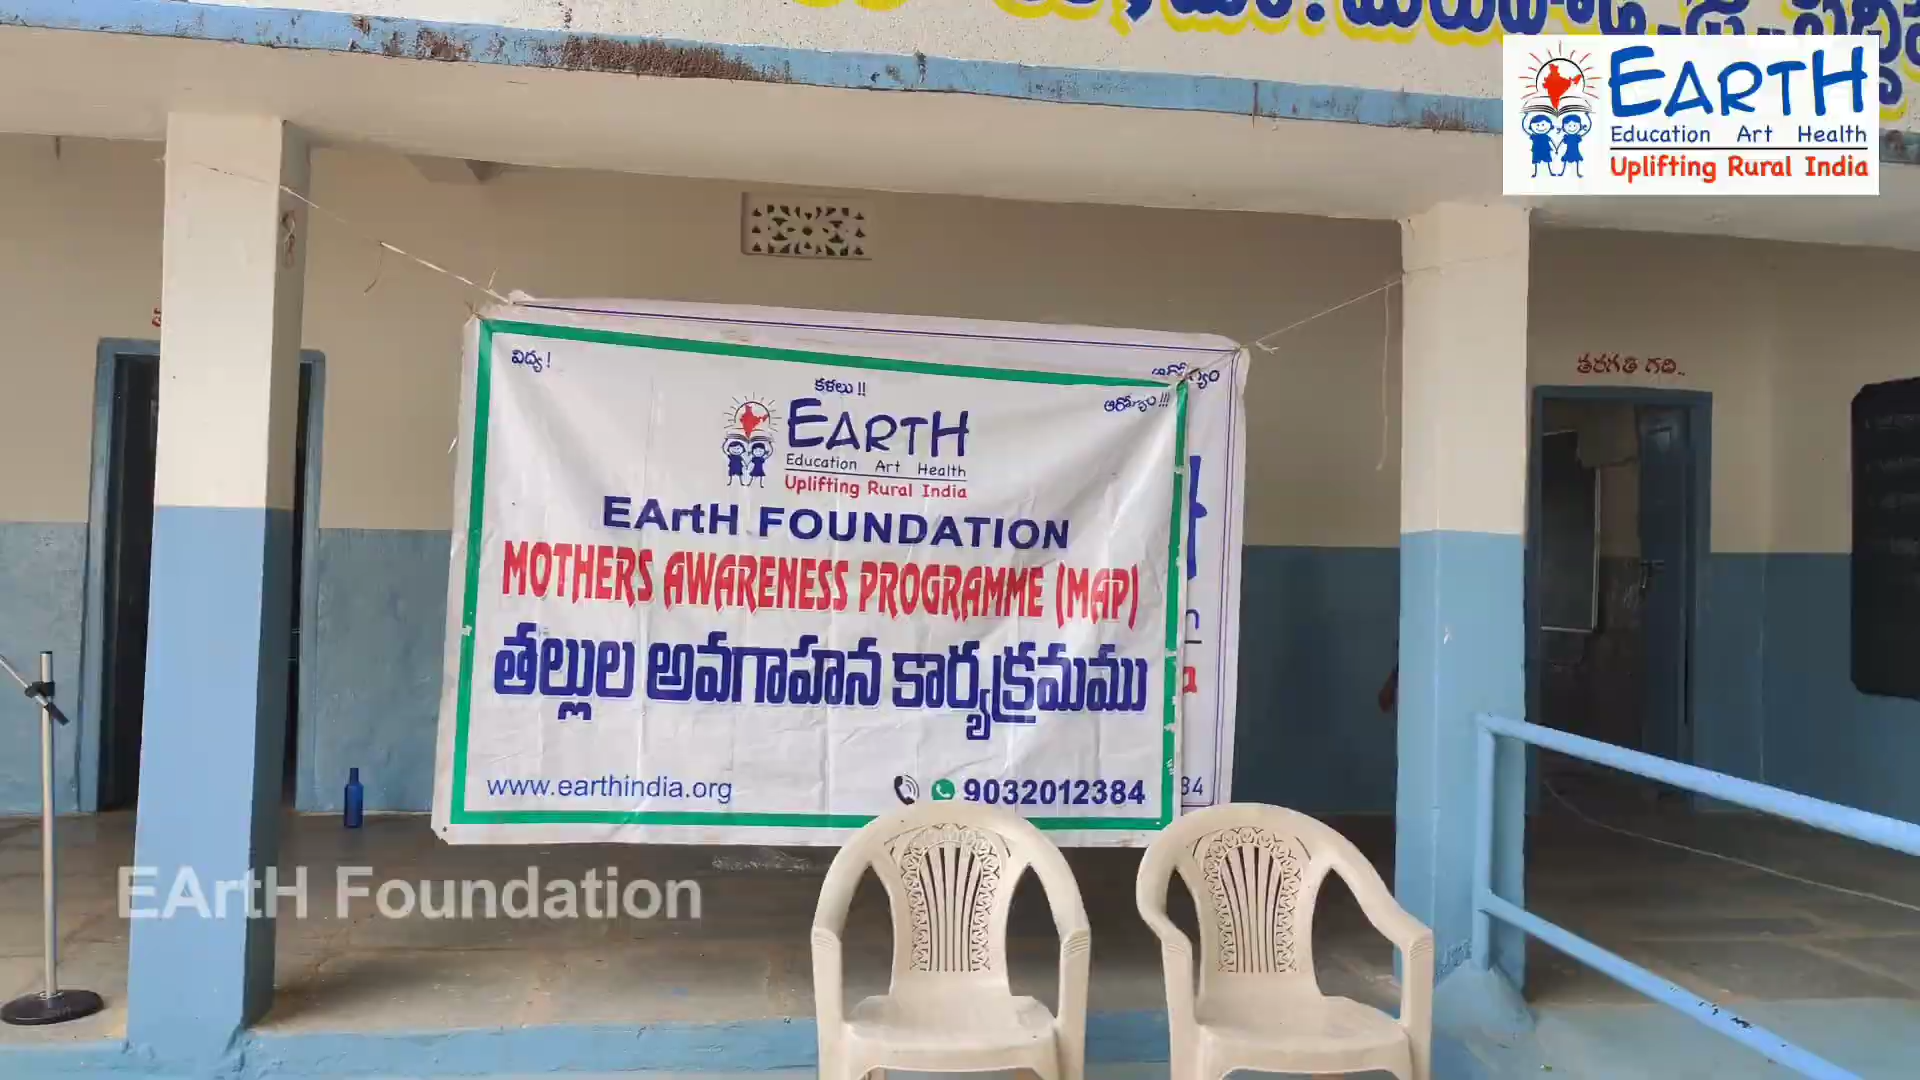 EARTH
Education Art Health
Uplifting Rural India
తరగతి గది..
విద్య !
కళలు !!
ఆరోగ్యం !!!
EARTH
Education Art Health
Uplifting Rural India
EArtH FOUNDATION
MOTHERS AWARENESS PROGRAMME (MAP)
తల్లుల అవగాహన కార్యక్రమము
www.earthindia.org
9032012384
84
EArtH Foundation